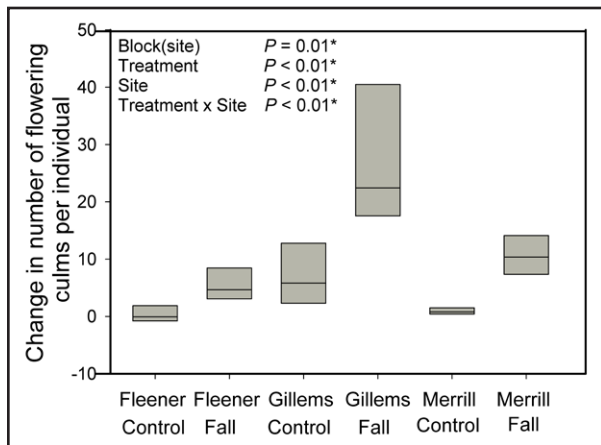 Change in number of flowering
culms per individual
50
40
30
20
10
0
-10
Block(site) P = 0.01*
Treatment P < 0.01*
Site P < 0.01*
Treatment x Site P < 0.01*
Fleener Fleener Gillems Gillems Merrill Merrill
Control Fall Control Fall Control Fall